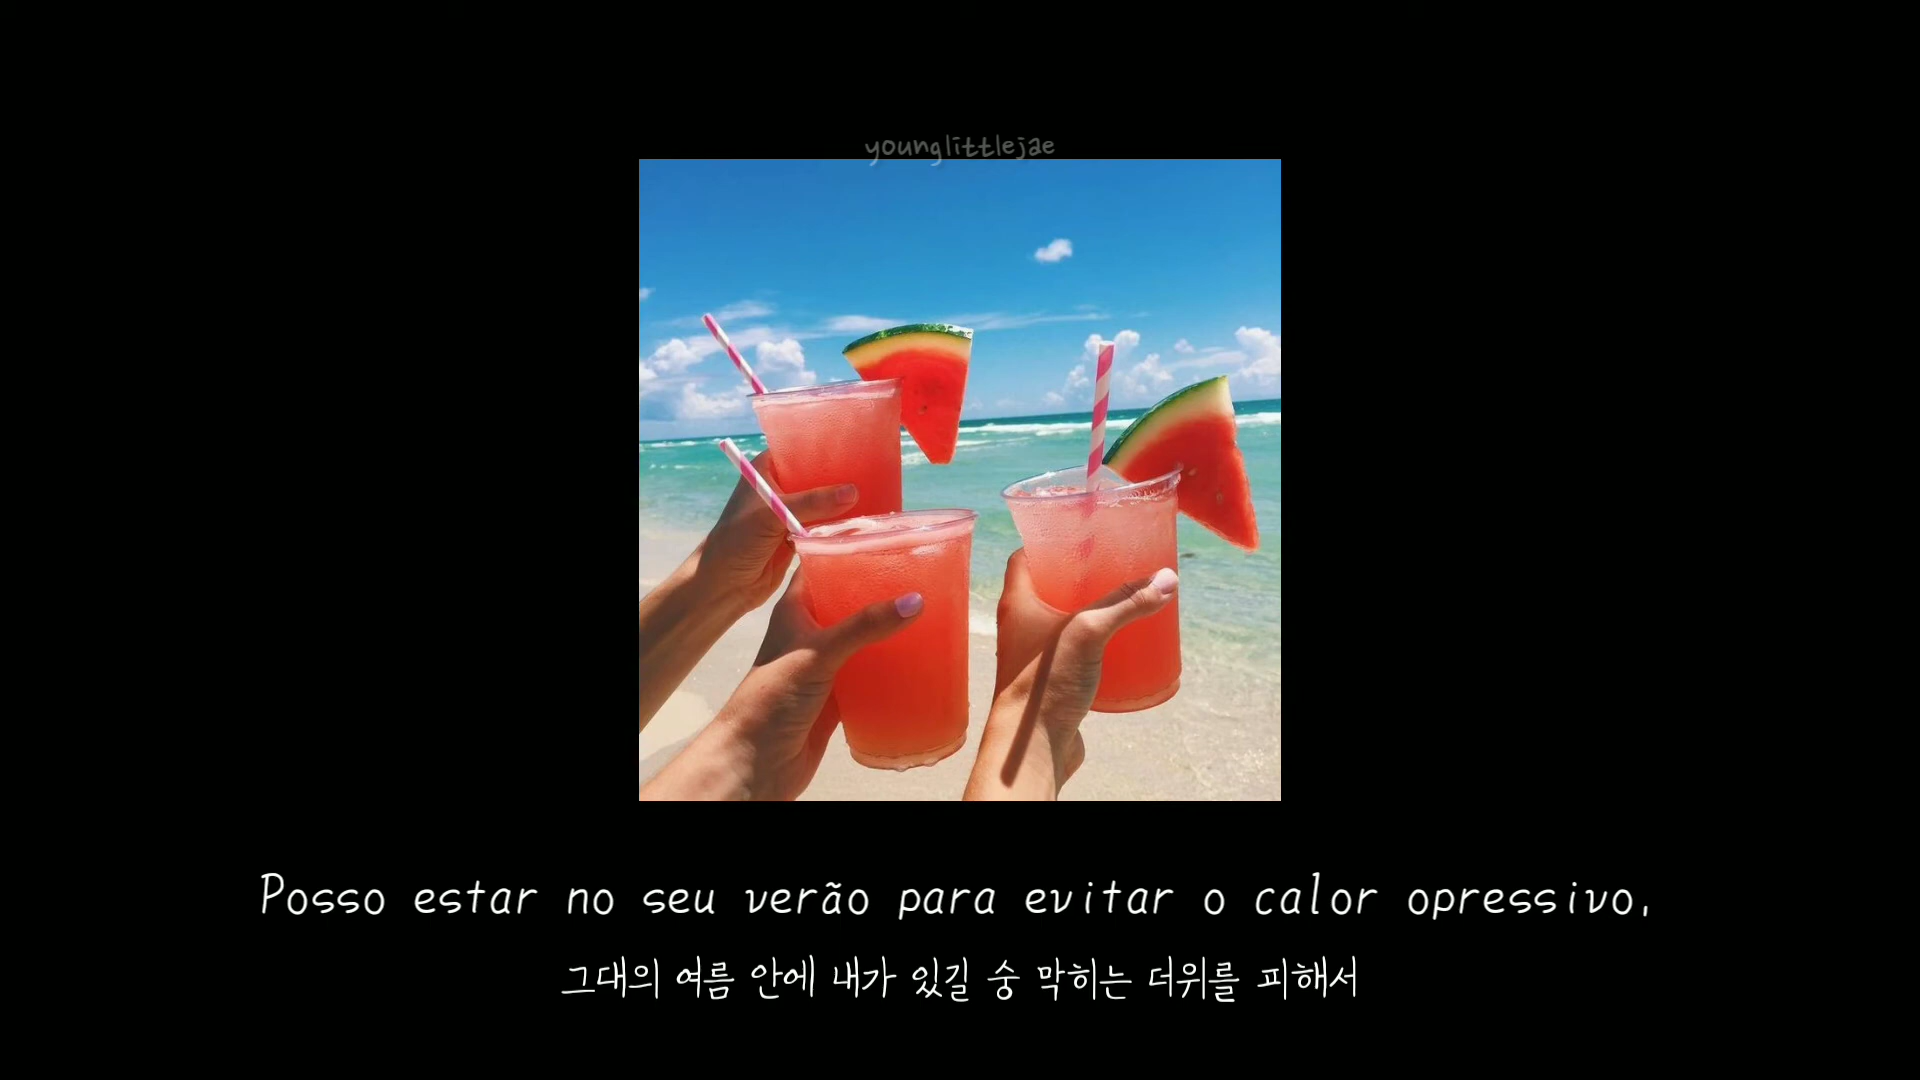 younglittlejae
Posso estar no seu verão para evitar o calor opressivo,
그대의 여름 안에 내가 있길 숭 막히는 더위를 피해서